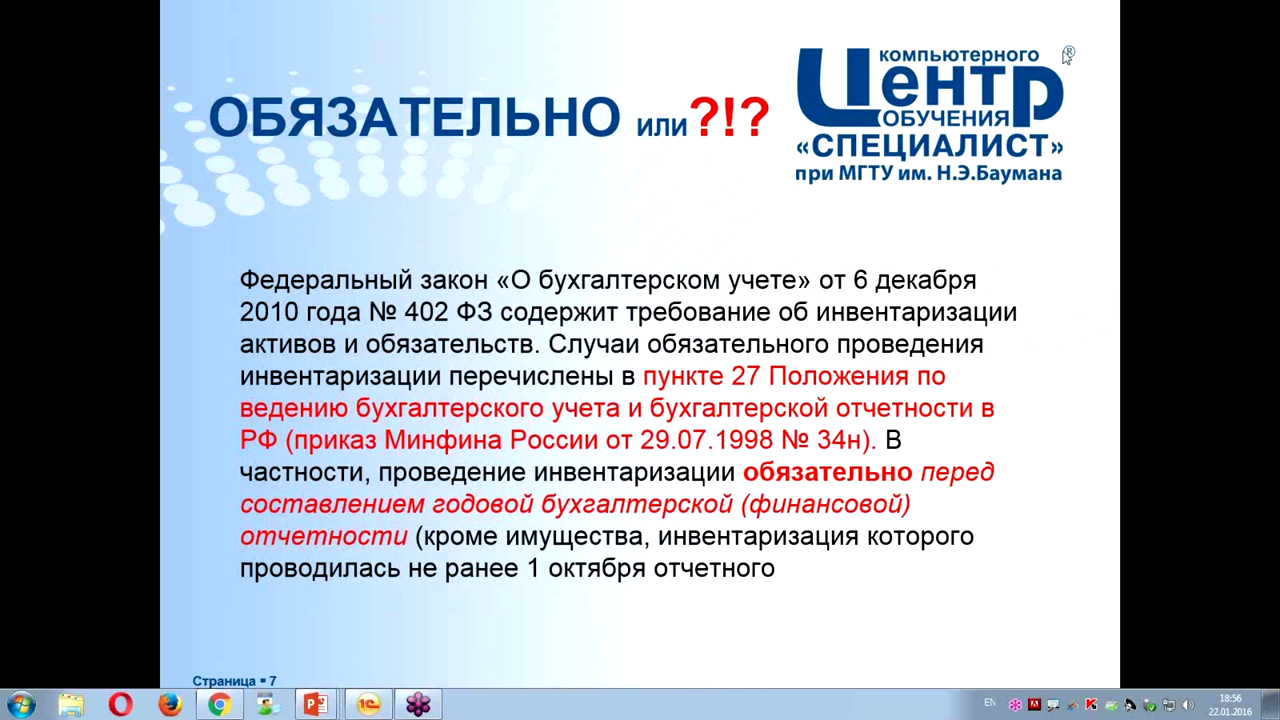 компьютерного
Центр
ОБУЧЕНИЯ
«СПЕЦИАЛИСТ»
при МГТУ им. Н.Э.Баумана
ОБЯЗАТЕЛЬНО или?!?
Федеральный закон «О бухгалтерском учете» от 6 декабря
2010 года № 402 ФЗ содержит требование об инвентаризации
активов и обязательств. Случаи обязательного проведения
инвентаризации перечислены в пункте 27 Положения по
ведению бухгалтерского учета и бухгалтерской отчетности в
РФ (приказ Минфина России от 29.07.1998 № 34н). В
частности, проведение инвентаризации обязательно перед
составлением годовой бухгалтерской (финансовой)
отчетности (кроме имущества, инвентаризация которого
проводилась не ранее 1 октября отчетного
Страница ▪ 7
EN
18:56
22.01.2016